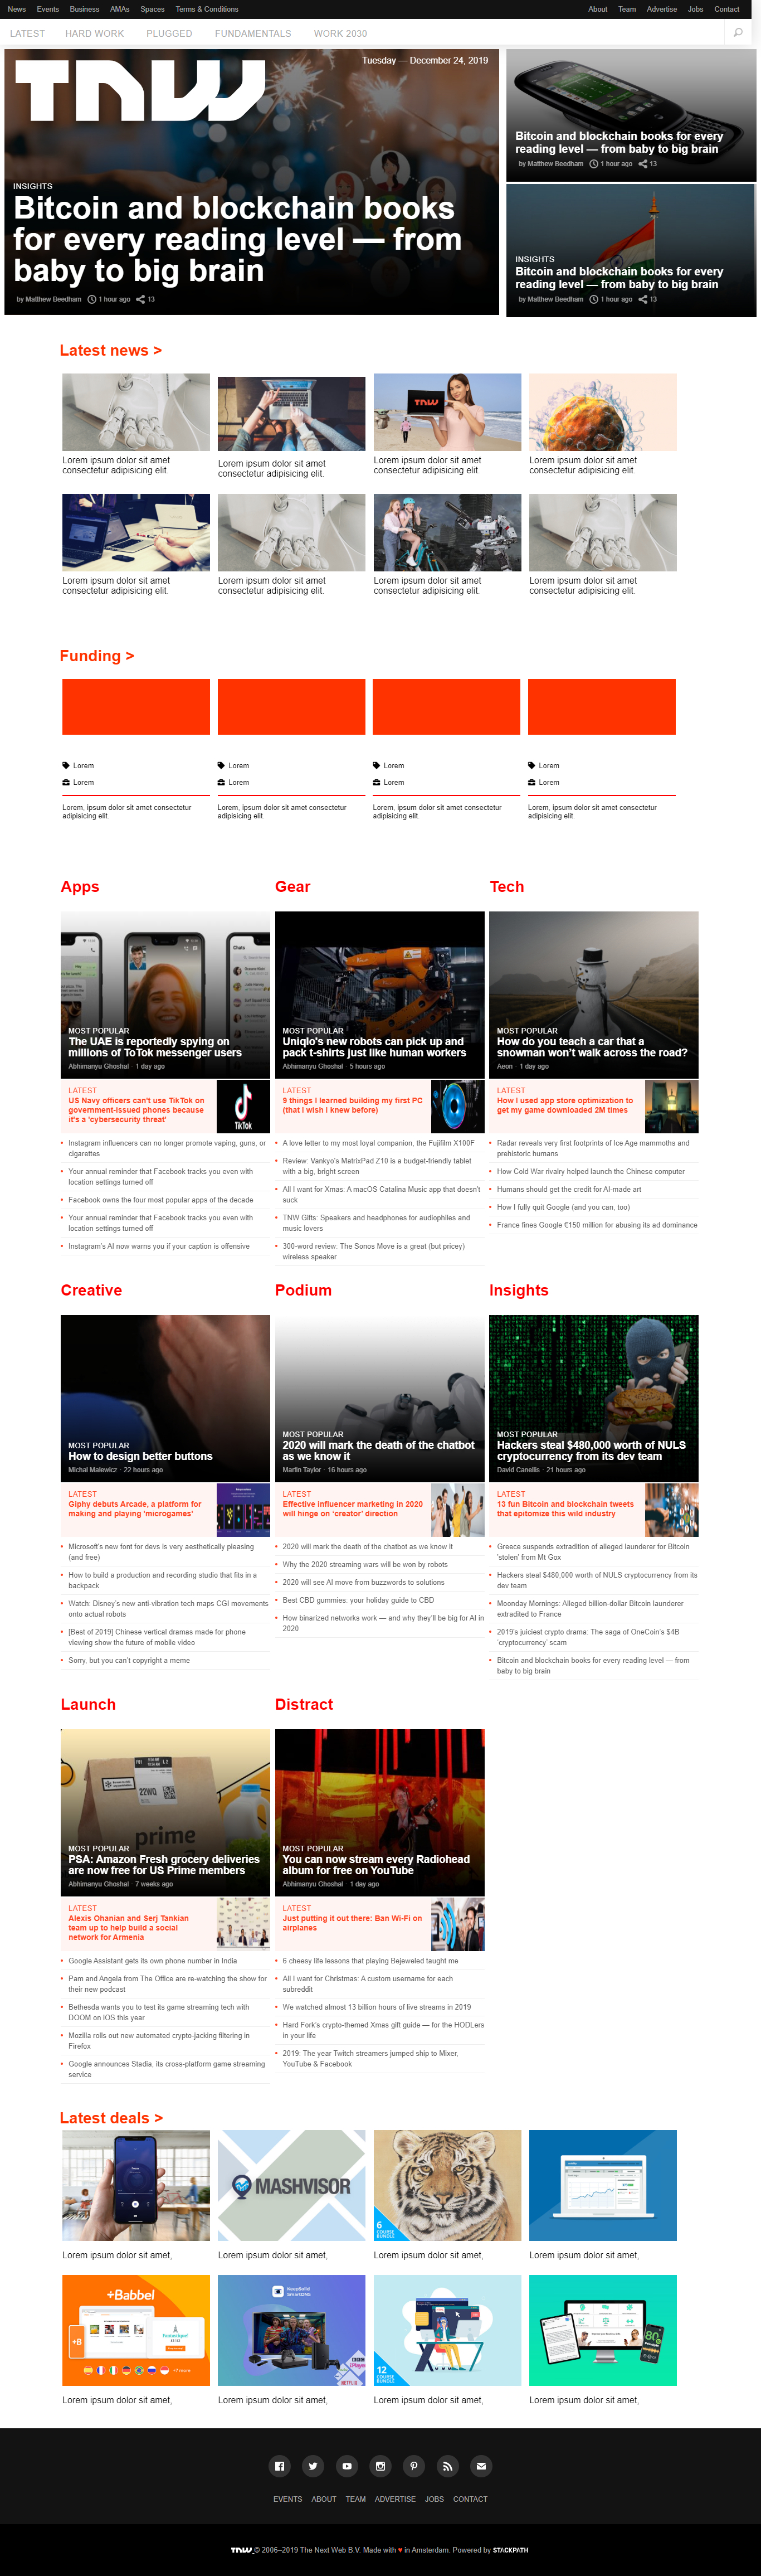 News Events Business AMAs Spaces Terms & Conditions
About Team Advertise Jobs Contact
LATEST HARD WORK PLUGGED FUNDAMENTALS WORK 2030
TNW
Tuesday — December 24, 2019
INSIGHTS
Bitcoin and blockchain books
for every reading level — from
baby to big brain
by Matthew Beedham 1 hour ago 13
Bitcoin and blockchain books for every
reading level — from baby to big brain
by Matthew Beedham 1 hour ago 13
INSIGHTS
Bitcoin and blockchain books for every
reading level — from baby to big brain
by Matthew Beedham 1 hour ago 13
Latest news >
TNW
Lorem ipsum dolor sit amet
consectetur adipisicing elit.
Lorem ipsum dolor sit amet
consectetur adipisicing elit.
Lorem ipsum dolor sit amet
consectetur adipisicing elit.
Lorem ipsum dolor sit amet
consectetur adipisicing elit.
Lorem ipsum dolor sit amet
consectetur adipisicing elit.
Lorem ipsum dolor sit amet
consectetur adipisicing elit.
Lorem ipsum dolor sit amet
consectetur adipisicing elit.
Lorem ipsum dolor sit amet
consectetur adipisicing elit.
Funding >
Lorem
Lorem
Lorem, ipsum dolor sit amet consectetur
adipisicing elit.
Lorem
Lorem
Lorem, ipsum dolor sit amet consectetur
adipisicing elit.
Lorem
Lorem
Lorem, ipsum dolor sit amet consectetur
adipisicing elit.
Lorem
Lorem
Lorem, ipsum dolor sit amet consectetur
adipisicing elit.
Apps
Chats
MOST POPULAR
The UAE is reportedly spying on
millions of ToTok messenger users
Abhimanyu Ghoshal · 1 day ago
LATEST
US Navy officers can't use TikTok on
government-issued phones because
it's a 'cybersecurity threat'
TikTok
Instagram influencers can no longer promote vaping, guns, or
cigarettes
Your annual reminder that Facebook tracks you even with
location settings turned off
Facebook owns the four most popular apps of the decade
Your annual reminder that Facebook tracks you even with
location settings turned off
Instagram's AI now warns you if your caption is offensive
Gear
MOST POPULAR
Uniqlo's new robots can pick up and
pack t-shirts just like human workers
Abhimanyu Ghoshal · 5 hours ago
LATEST
9 things I learned building my first PC
(that I wish I knew before)
A love letter to my most loyal companion, the Fujifilm X100F
Review: Vankyo's MatrixPad Z10 is a budget-friendly tablet
with a big, bright screen
All I want for Xmas: A macOS Catalina Music app that doesn't
suck
TNW Gifts: Speakers and headphones for audiophiles and
music lovers
300-word review: The Sonos Move is a great (but pricey)
wireless speaker
Tech
MOST POPULAR
How do you teach a car that a
snowman won't walk across the road?
Aeon · 1 day ago
LATEST
How I used app store optimization to
get my game downloaded 2M times
Radar reveals very first footprints of Ice Age mammoths and
prehistoric humans
How Cold War rivalry helped launch the Chinese computer
Humans should get the credit for AI-made art
How I fully quit Google (and you can, too)
France fines Google €150 million for abusing its ad dominance
Creative
MOST POPULAR
How to design better buttons
Michal Malewicz · 22 hours ago
LATEST
Giphy debuts Arcade, a platform for
making and playing 'microgames'
Microsoft's new font for devs is very aesthetically pleasing
(and free)
How to build a production and recording studio that fits in a
backpack
Watch: Disney's new anti-vibration tech maps CGI movements
onto actual robots
[Best of 2019] Chinese vertical dramas made for phone
viewing show the future of mobile video
Sorry, but you can't copyright a meme
Podium
MOST POPULAR
2020 will mark the death of the chatbot
as we know it
Martin Taylor · 16 hours ago
LATEST
Effective influencer marketing in 2020
will hinge on 'creator' direction
2020 will mark the death of the chatbot as we know it
Why the 2020 streaming wars will be won by robots
2020 will see AI move from buzzwords to solutions
Best CBD gummies: your holiday guide to CBD
How binarized networks work — and why they'll be big for AI in
2020
Insights
MOST POPULAR
Hackers steal $480,000 worth of NULS
cryptocurrency from its dev team
David Canellis · 21 hours ago
LATEST
13 fun Bitcoin and blockchain tweets
that epitomize this wild industry
Greece suspends extradition of alleged launderer for Bitcoin
'stolen' from Mt Gox
Hackers steal $480,000 worth of NULS cryptocurrency from its
dev team
Moonday Mornings: Alleged billion-dollar Bitcoin launderer
extradited to France
2019's juiciest crypto drama: The saga of OneCoin's $4B
'cryptocurrency' scam
Bitcoin and blockchain books for every reading level — from
baby to big brain
Launch
22WQ
prime
MOST POPULAR
PSA: Amazon Fresh grocery deliveries
are now free for US Prime members
Abhimanyu Ghoshal · 7 weeks ago
LATEST
Alexis Ohanian and Serj Tankian
team up to help build a social
network for Armenia
Google Assistant gets its own phone number in India
Pam and Angela from The Office are re-watching the show for
their new podcast
Bethesda wants you to test its game streaming tech with
DOOM on iOS this year
Mozilla rolls out new automated crypto-jacking filtering in
Firefox
Google announces Stadia, its cross-platform game streaming
service
Distract
MOST POPULAR
You can now stream every Radiohead
album for free on YouTube
Abhimanyu Ghoshal · 1 day ago
LATEST
Just putting it out there: Ban Wi-Fi on
airplanes
6 cheesy life lessons that playing Bejeweled taught me
All I want for Christmas: A custom username for each
subreddit
We watched almost 13 billion hours of live streams in 2019
Hard Fork's crypto-themed Xmas gift guide — for the HODLers
in your life
2019: The year Twitch streamers jumped ship to Mixer,
YouTube & Facebook
Latest deals >
MASHVISOR
6
COURSE
BUNDLE
Lorem ipsum dolor sit amet,
Lorem ipsum dolor sit amet,
Lorem ipsum dolor sit amet,
Lorem ipsum dolor sit amet,
+Babbel
+B
KeepSolid
SmartDNS
NETFLIX
12
COURSE
BUNDLE
Lorem ipsum dolor sit amet,
Lorem ipsum dolor sit amet,
Lorem ipsum dolor sit amet,
Lorem ipsum dolor sit amet,
EVENTS ABOUT TEAM ADVERTISE JOBS CONTACT
TNW © 2006–2019 The Next Web B.V. Made with ♥ in Amsterdam. Powered by STACKPATH